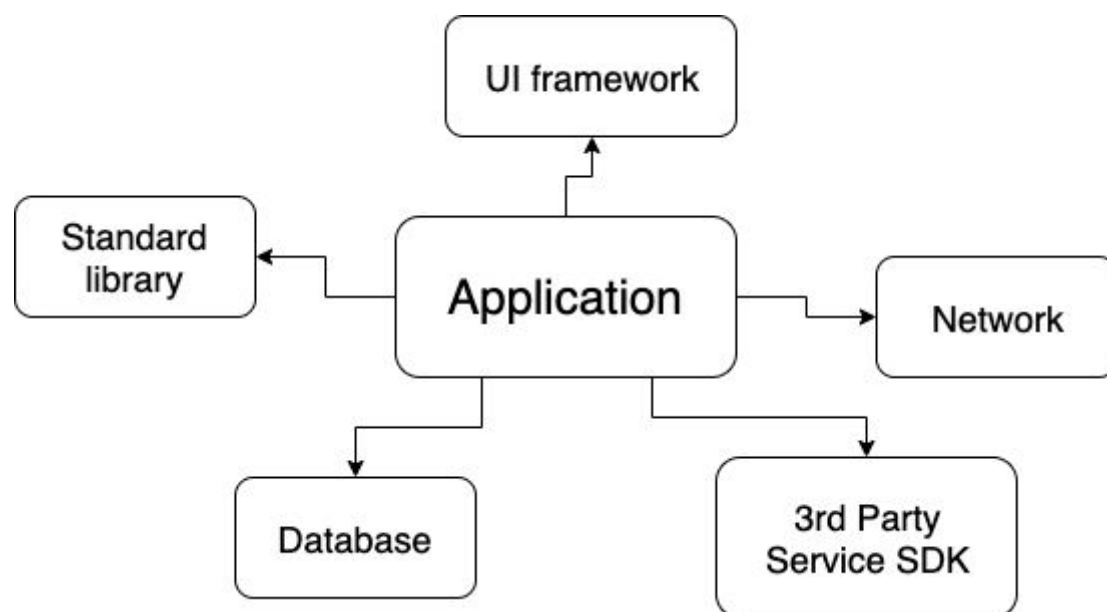 UI framework
Standard
library
Application
Network
Database
3rd Party
Service SDK